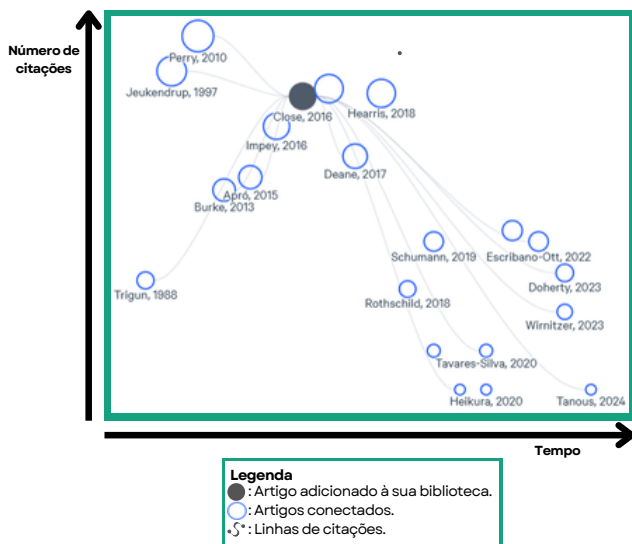 Número de
citações
Perry, 2010
Jeukendrup, 1997
Close, 2016
Hearris, 2018
Impey, 2016
Deane, 2017
Apró, 2015
Burke, 2013
Schumann, 2019
Escribano-Ott, 2022
Doherty, 2023
Trigun, 1988
Rothschild, 2018
Wirnitzer, 2023
Tavares-Silva, 2020
Heikura, 2020
Tanous, 2024
Tempo
Legenda
: Artigo adicionado à sua biblioteca.
: Artigos conectados.
: Linhas de citações.